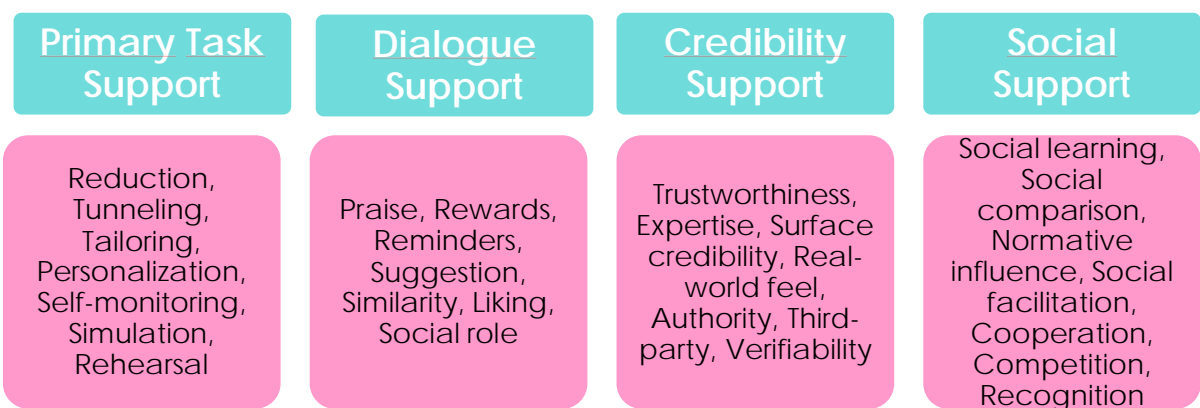 Primary Task
Support
Reduction,
Tunneling,
Tailoring,
Personalization,
Self-monitoring,
Simulation,
Rehearsal
Dialogue
Support
Praise, Rewards,
Reminders,
Suggestion,
Similarity, Liking,
Social role
Credibility
Support
Trustworthiness,
Expertise, Surface
credibility, Real-
world feel,
Authority, Third-
party, Verifiability
Social
Support
Social learning,
Social
comparison,
Normative
influence, Social
facilitation,
Cooperation,
Competition,
Recognition